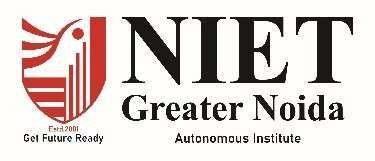 NIET
Greater Noida
Estd.2001
Get Future Ready
Autonomous Institute